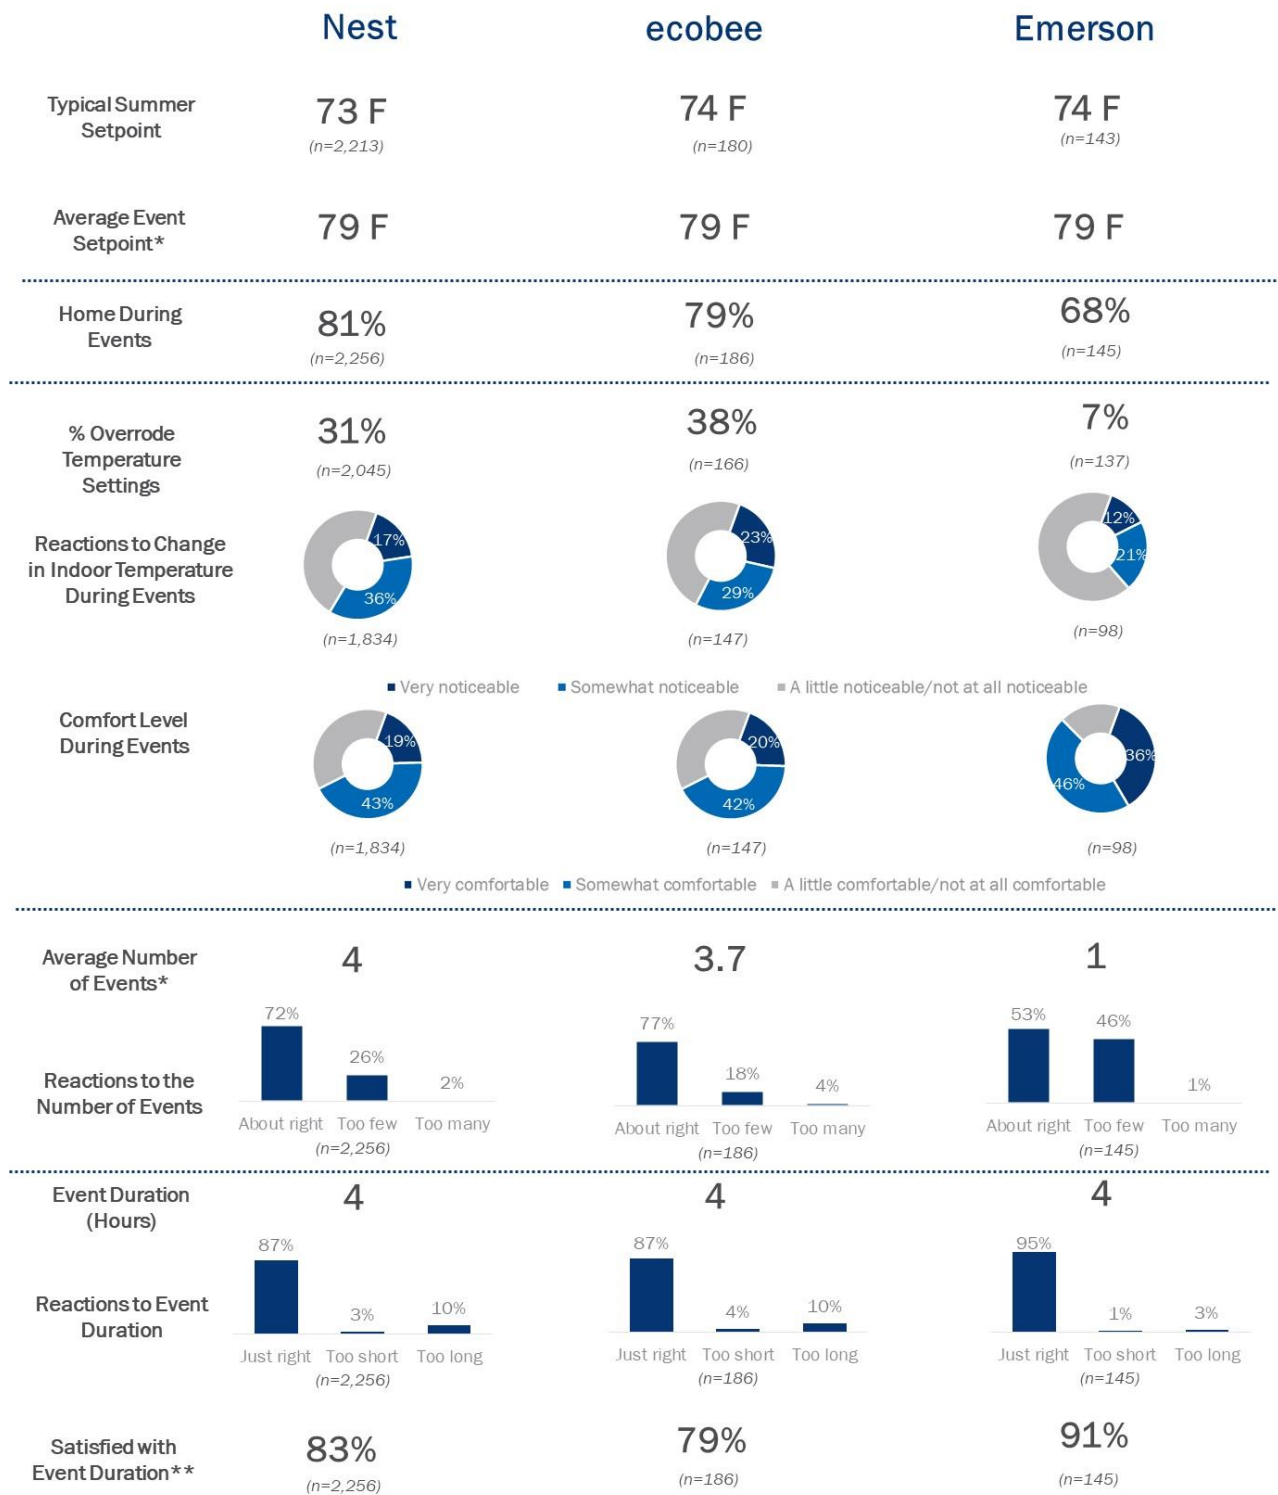 Nest ecobee Emerson
Typical Summer
Setpoint
73 F 74 F 74 F
(n=2,213) (n=180) (n=143)
Average Event
Setpoint*
79 F 79 F 79 F
Home During
Events
81% 79% 68%
(n=2,256) (n=186) (n=145)
% Overrode
Temperature
Settings
31% 38% 7%
(n=2,045) (n=166) (n=137)
Reactions to Change
in Indoor Temperature
During Events
17% 23% 12%
36% 29% 21%
(n=1,834) (n=147) (n=98)
Very noticeable Somewhat noticeable A little noticeable/not at all noticeable
Comfort Level
During Events
19% 20% 36%
43% 42% 46%
(n=1,834) (n=147) (n=98)
Very comfortable Somewhat comfortable A little comfortable/not at all comfortable
Average Number
of Events*
4 3.7 1
Reactions to the
Number of Events
72% 26% 2%
About right Too few Too many
(n=2,256)
77% 18% 4%
About right Too few Too many
(n=186)
53% 46% 1%
About right Too few Too many
(n=145)
Event Duration
(Hours)
4 4 4
Reactions to Event
Duration
87% 3% 10%
Just right Too short Too long
(n=2,256)
87% 4% 10%
Just right Too short Too long
(n=186)
95% 1% 3%
Just right Too short Too long
(n=145)
Satisfied with
Event Duration**
83% 79% 91%
(n=2,256) (n=186) (n=145)